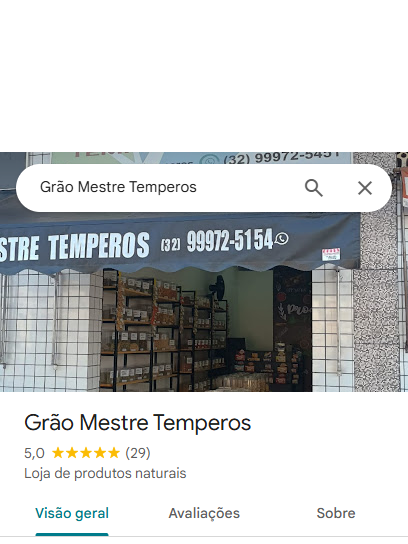 (32) 99972-5451
Grão Mestre Temperos
STRE TEMPEROS (32) 99972-5154
Grão Mestre Temperos
5,0 ★★★★★ (29)
Loja de produtos naturais
Visão geral Avaliações Sobre